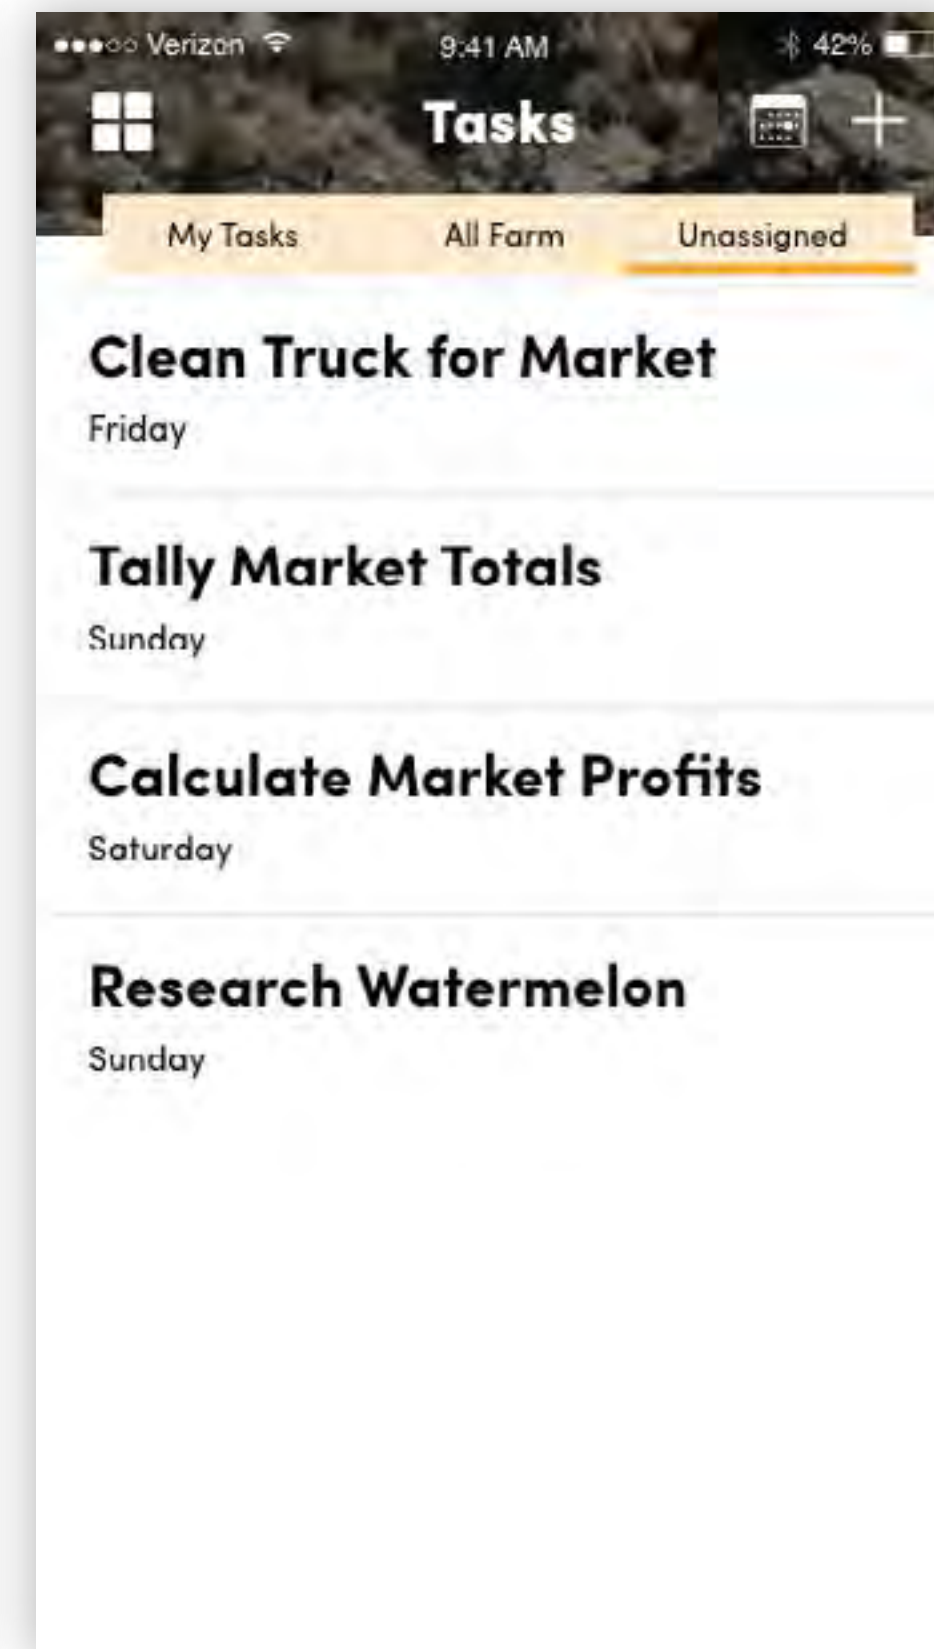 Verizon 9:41 AM 42%
Tasks
My Tasks All Farm Unassigned
Clean Truck for Market
Friday
Tally Market Totals
Sunday
Calculate Market Profits
Saturday
Research Watermelon
Sunday